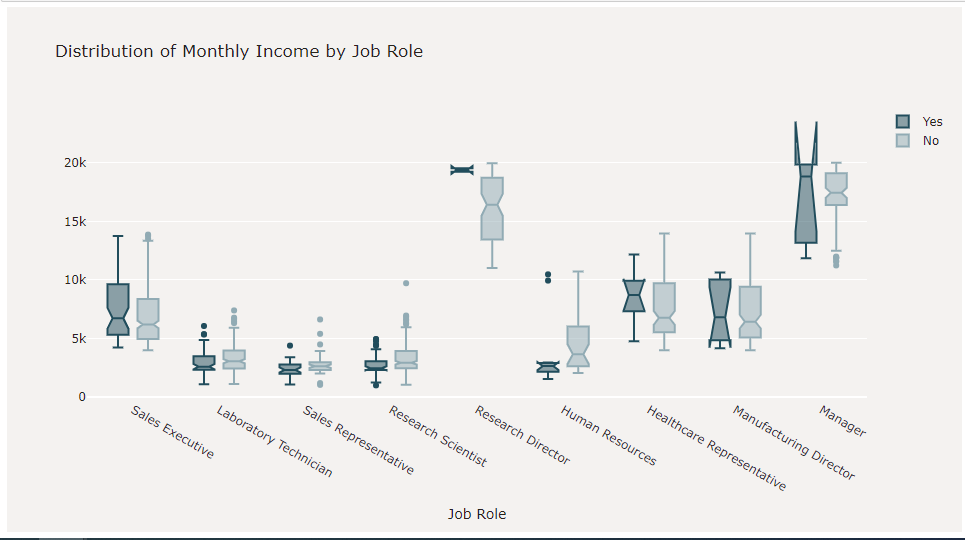 Distribution of Monthly Income by Job Role
Yes
No
20k
15k
10k
5k
0
Sales Executive
Laboratory Technician
Sales Representative
Research Scientist
Research Director
Human Resources
Healthcare Representative
Manufacturing Director
Manager
Job Role